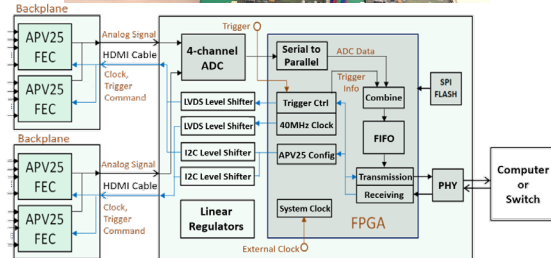 Backplane
APV25
FEC
APV25
FEC
Analog Signal
HDMI Cable
Clock,
Trigger
Command
Backplane
APV25
FEC
APV25
FEC
Analog Signal
HDMI Cable
Clock,
Trigger
Command
Trigger
4-channel
ADC
LVDS Level Shifter
LVDS Level Shifter
I2C Level Shifter
I2C Level Shifter
Linear
Regulators
External Clock
Serial to
Parallel
ADC Data
Trigger
Info
Trigger Ctrl
40MHz Clock
APV25 Config
System Clock
Combine
FIFO
Transmission
Receiving
FPGA
SPI
FLASH
PHY
Computer
or
Switch